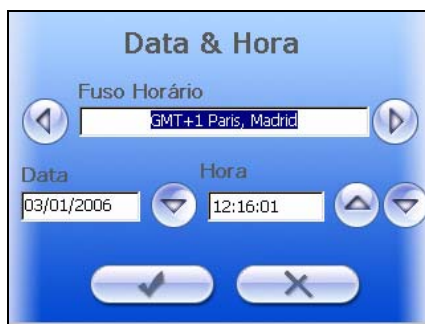 Data & Hora
Fuso Horário
GMT+1 Paris, Madrid
Data Hora
03/01/2006 12:16:01